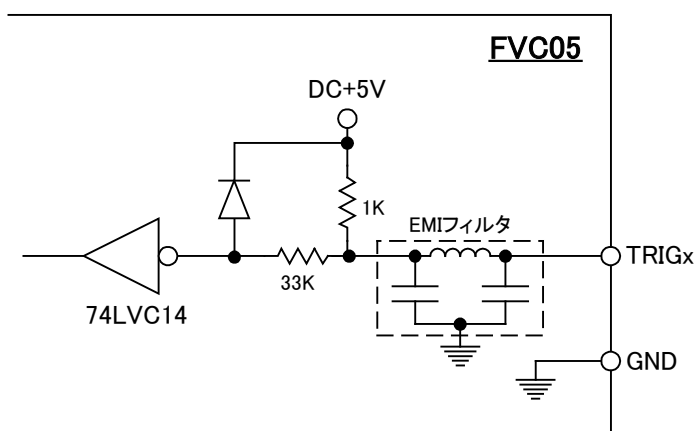 FVC05
DC+5V
1K
EMIフィルタ
TRIGx
33K
74LVC14
GND